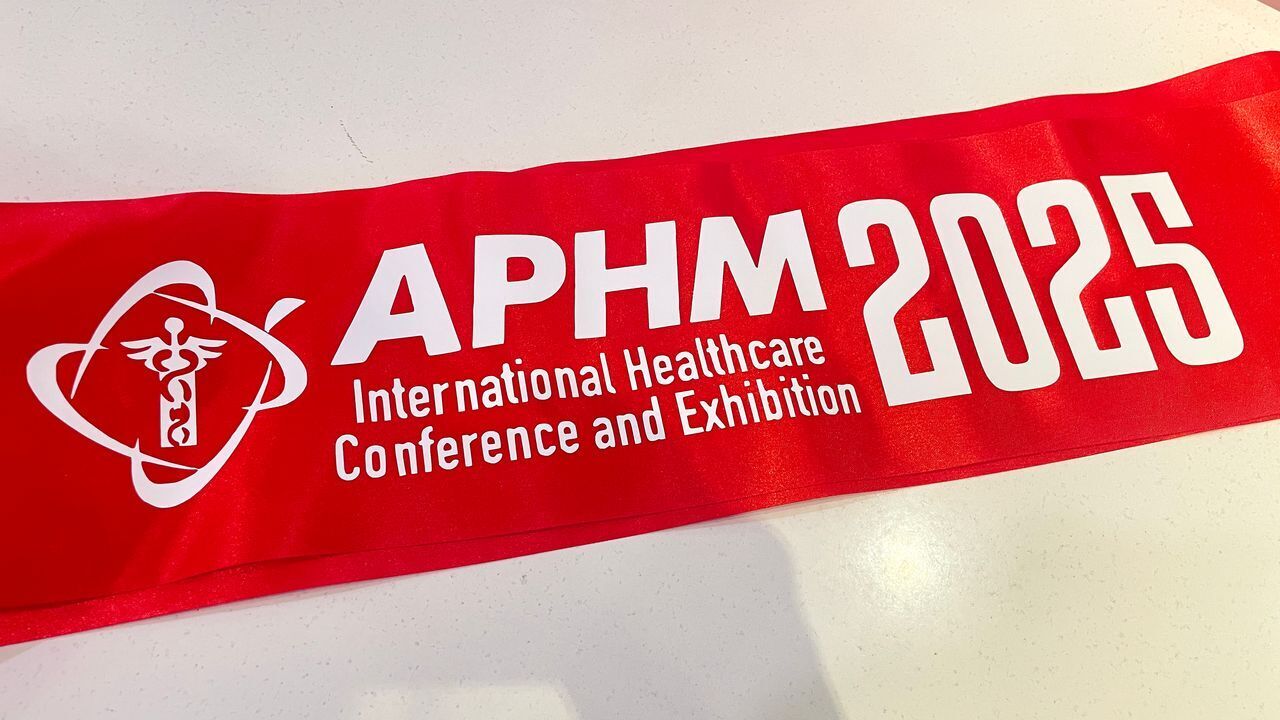 APHM 2025
International Healthcare
Conference and Exhibition